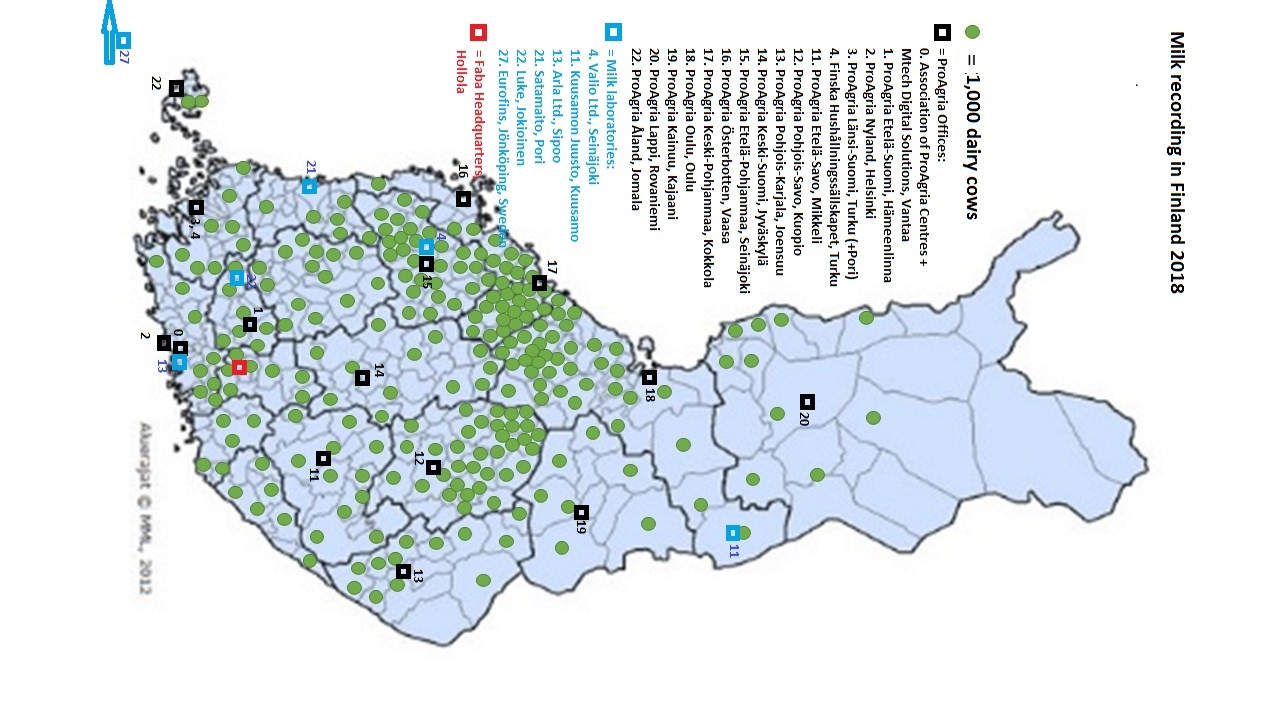 Milk recording in Finland 2018
= 1,000 dairy cows
= ProAgria Offices:
0. Association of ProAgria Centres +
Mtech Digital Solutions, Vantaa
1. ProAgria Etelä-Suomi, Hämeenlinna
2. ProAgria Nyland, Helsinki
3. ProAgria Länsi-Suomi, Turku (+Pori)
4. Finska Hushållningssällskapet, Turku
11. ProAgria Etelä-Savo, Mikkeli
12. ProAgria Pohjois-Savo, Kuopio
13. ProAgria Pohjois-Karjala, Joensuu
14. ProAgria Keski-Suomi, Jyväskylä
15. ProAgria Etelä-Pohjanmaa, Seinäjoki
16. ProAgria Österbotten, Vaasa
17. ProAgria Keski-Pohjanmaa, Kokkola
18. ProAgria Oulu, Oulu
19. ProAgria Kainuu, Kajaani
20. ProAgria Lappi, Rovaniemi
22. ProAgria Åland, Jomala
= Milk laboratories:
4. Valio Ltd., Seinäjoki
11. Kuusamon Juusto, Kuusamo
13. Arla Ltd., Sipoo
21. Satamaito, Pori
22. Luke, Jokioinen
27. Eurofins, Jönköping, Sweden
= Faba Headquarters,
Hollola
20
11
18
19
17
16
4
15
12
13
14
21
11
1
22
3, 4
0
2
13
22
27
Aluerajat © MML, 2012